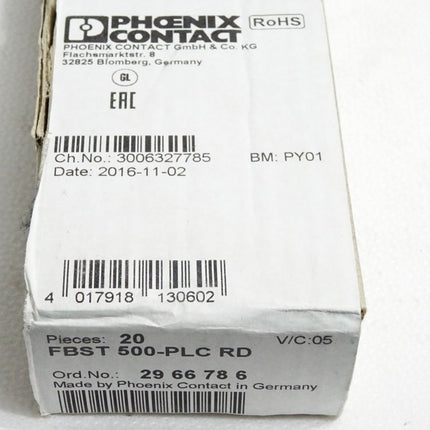 PHOENIX
CONTACT
RoHS
PHOENIX CONTACT GmbH & Co. KG
Flachsmarktstr. 8
32825 Blomberg, Germany
GL
EAC
Ch.No.: 3006327785 BM: PY01
Date: 2016-11-02
4 017918 130602
Pieces: 20 V/C:05
FBST 500-PLC RD
Ord.No.: 29 66 78 6
Made by Phoenix Contact in Germany